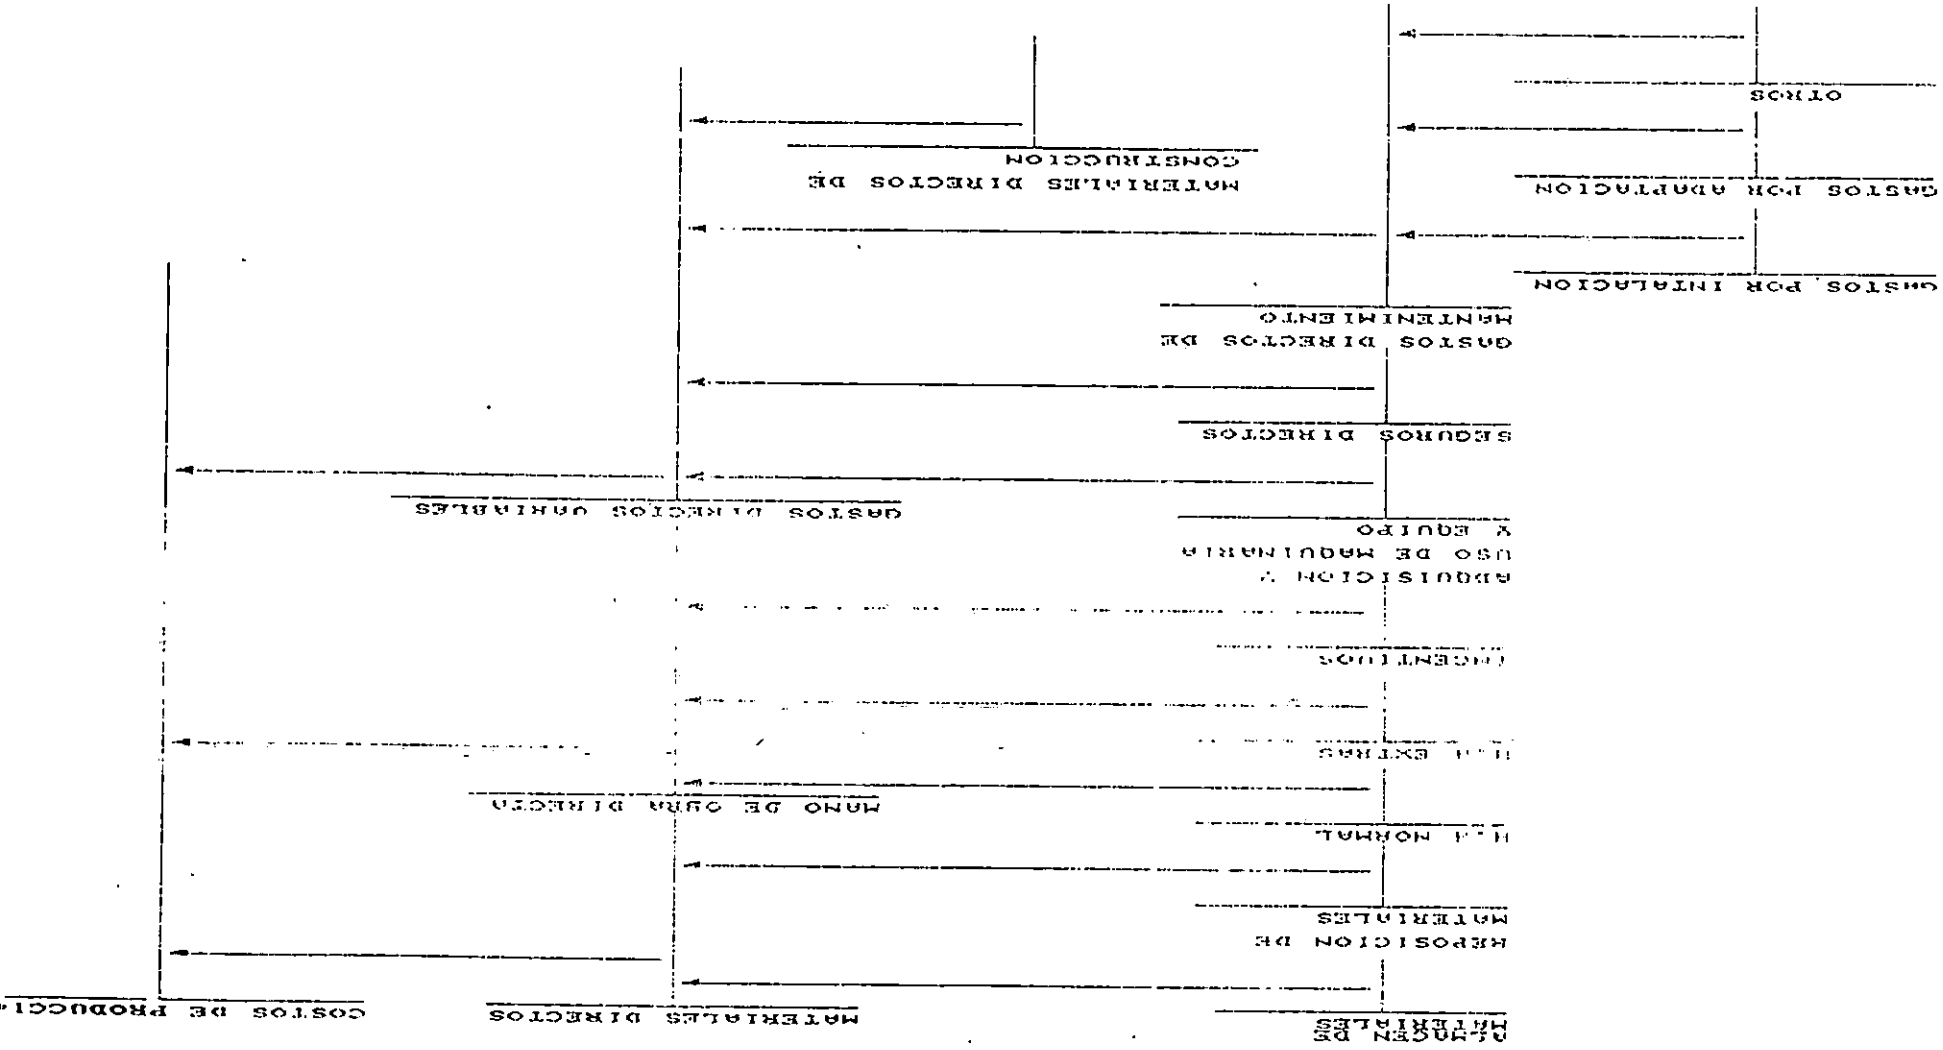 ALMACEN DE
MATERIALES
MATERIALES DIRECTOS
COSTOS DE PRODUCCI
REPOSICION DE
MATERIALES
H.H NORMAL
MANO DE OBRA DIRECTA
H.H EXTRAS
INCENTIVOS
ADQUISICION Y
USO DE MAQUINARIA
Y EQUIPO
GASTOS DIRECTOS VARIABLES
SEGUROS DIRECTOS
GASTOS DIRECTOS DE
MANTENIMIENTO
GASTOS POR INTALACION
GASTOS POR ADAPTACION
MATERIALES DIRECTOS DE
CONSTRUCCION
OTROS